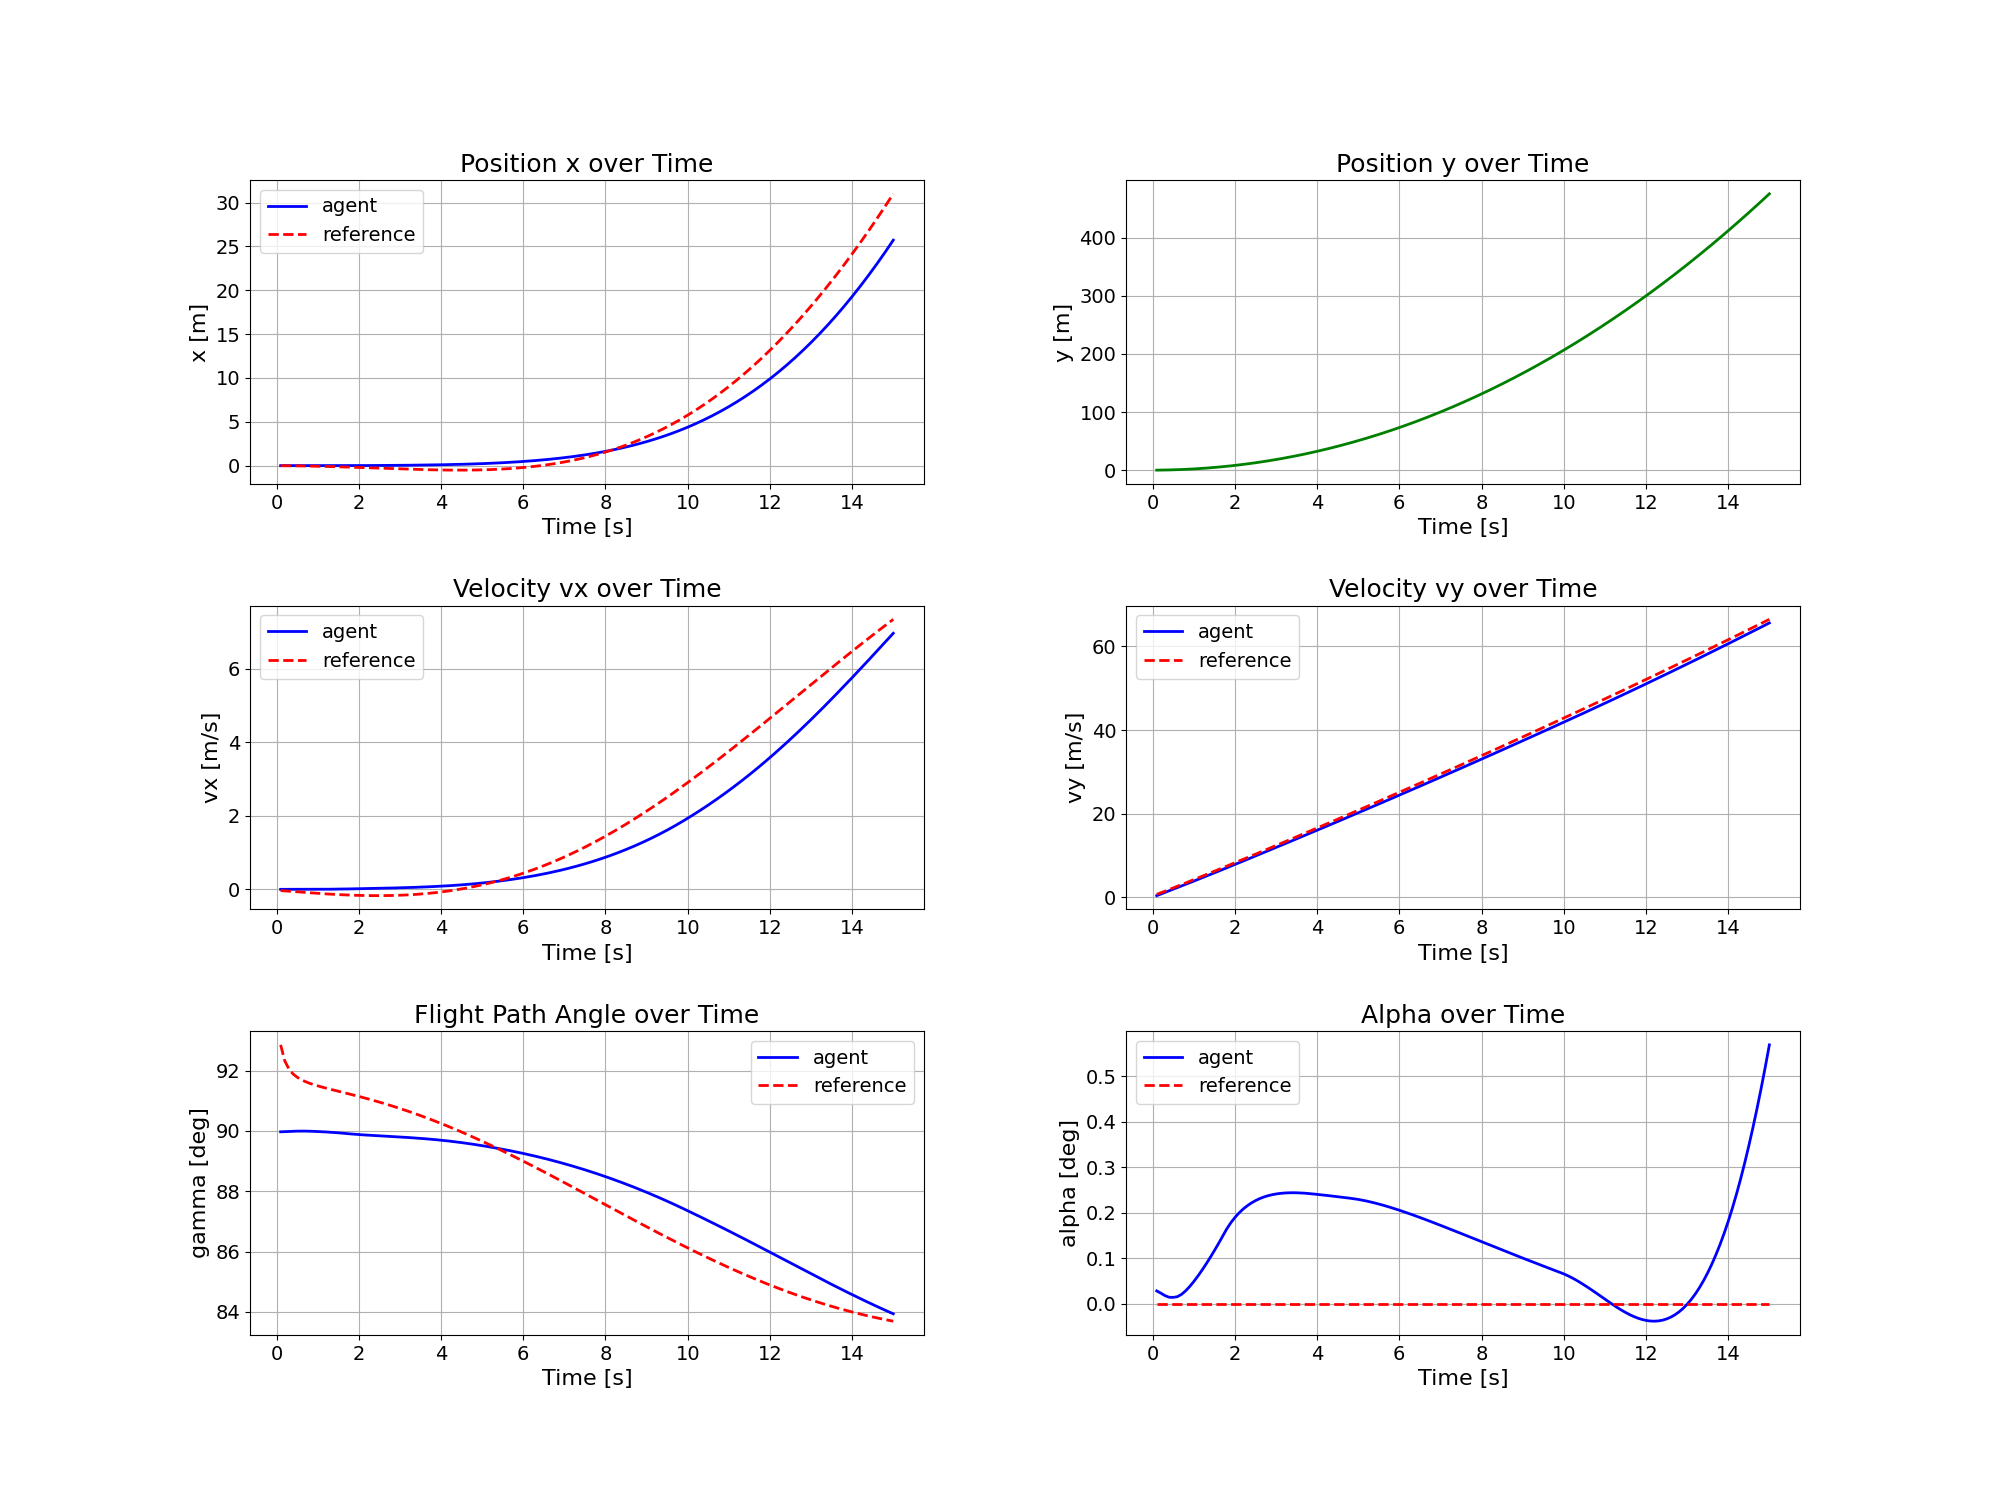 Position x over Time
agent
reference
30
25
20
15
10
5
0
x [m]
0 2 4 6 8 10 12 14
Time [s]
Position y over Time
400
300
200
100
0
y [m]
0 2 4 6 8 10 12 14
Time [s]
Velocity vx over Time
agent
reference
6
4
2
0
vx [m/s]
0 2 4 6 8 10 12 14
Time [s]
Velocity vy over Time
agent
reference
60
40
20
0
vy [m/s]
0 2 4 6 8 10 12 14
Time [s]
Flight Path Angle over Time
agent
reference
92
90
88
86
84
gamma [deg]
0 2 4 6 8 10 12 14
Time [s]
Alpha over Time
agent
reference
0.5
0.4
0.3
0.2
0.1
0.0
alpha [deg]
0 2 4 6 8 10 12 14
Time [s]